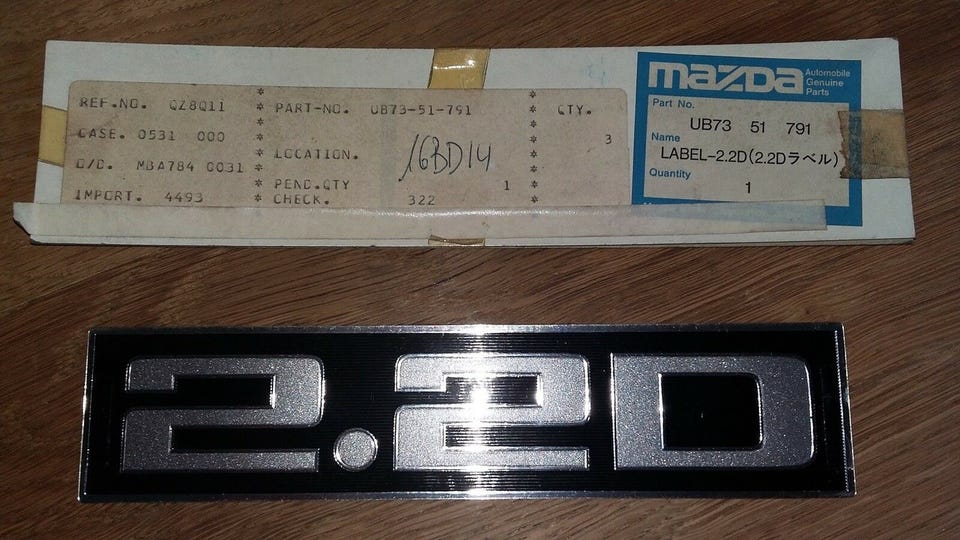 REF.NO. QZ8Q11
CASE. 0531 000
D/D. MBA784 0031
IMPORT. 4493
PART-NO. UB73-51-791
LOCATION. 16BD14
PEND.QTY 1
CHECK. 322
QTY.
3
mazda Automobile Genuine Parts
Part No.
UB73 51 791
Name
LABEL-2.2D(2.2Dラベル)
Quantity
1
2.2D